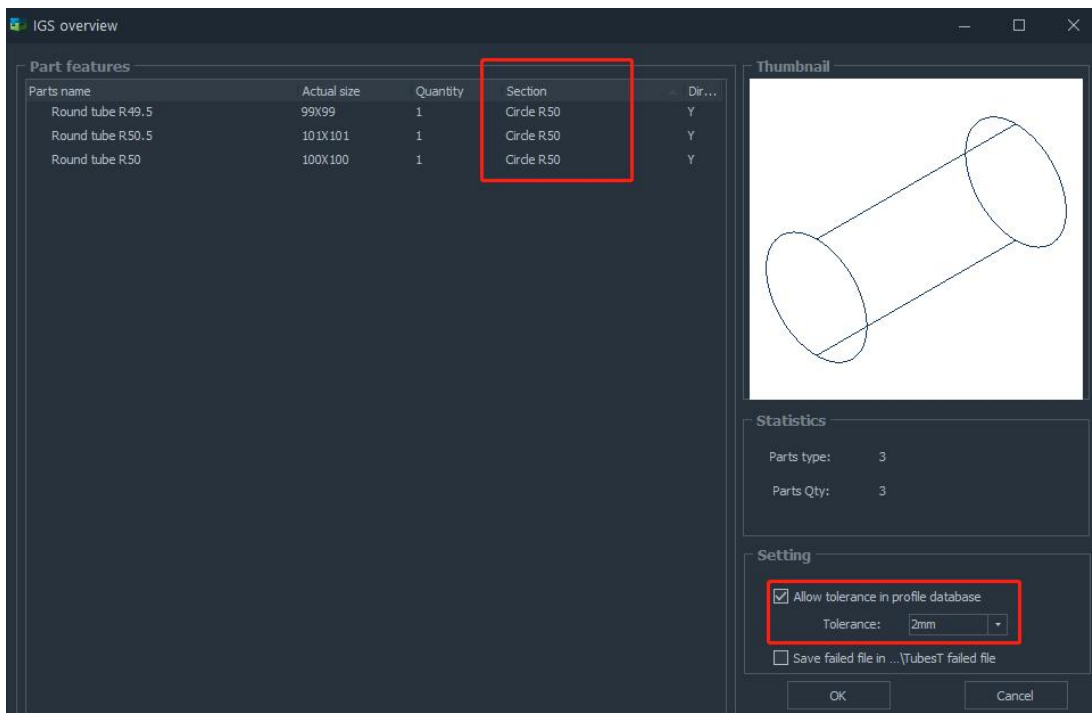 IGS overview
Part features
Parts name Actual size Quantity Section Dir...
Round tube R49.5 99X99 1 Circle R50 Y
Round tube R50.5 101X101 1 Circle R50 Y
Round tube R50 100X100 1 Circle R50 Y
Thumbnail
Statistics
Parts type: 3
Parts Qty: 3
Setting
Allow tolerance in profile database
Tolerance: 2mm
Save failed file in ...\TubesT failed file
OK Cancel